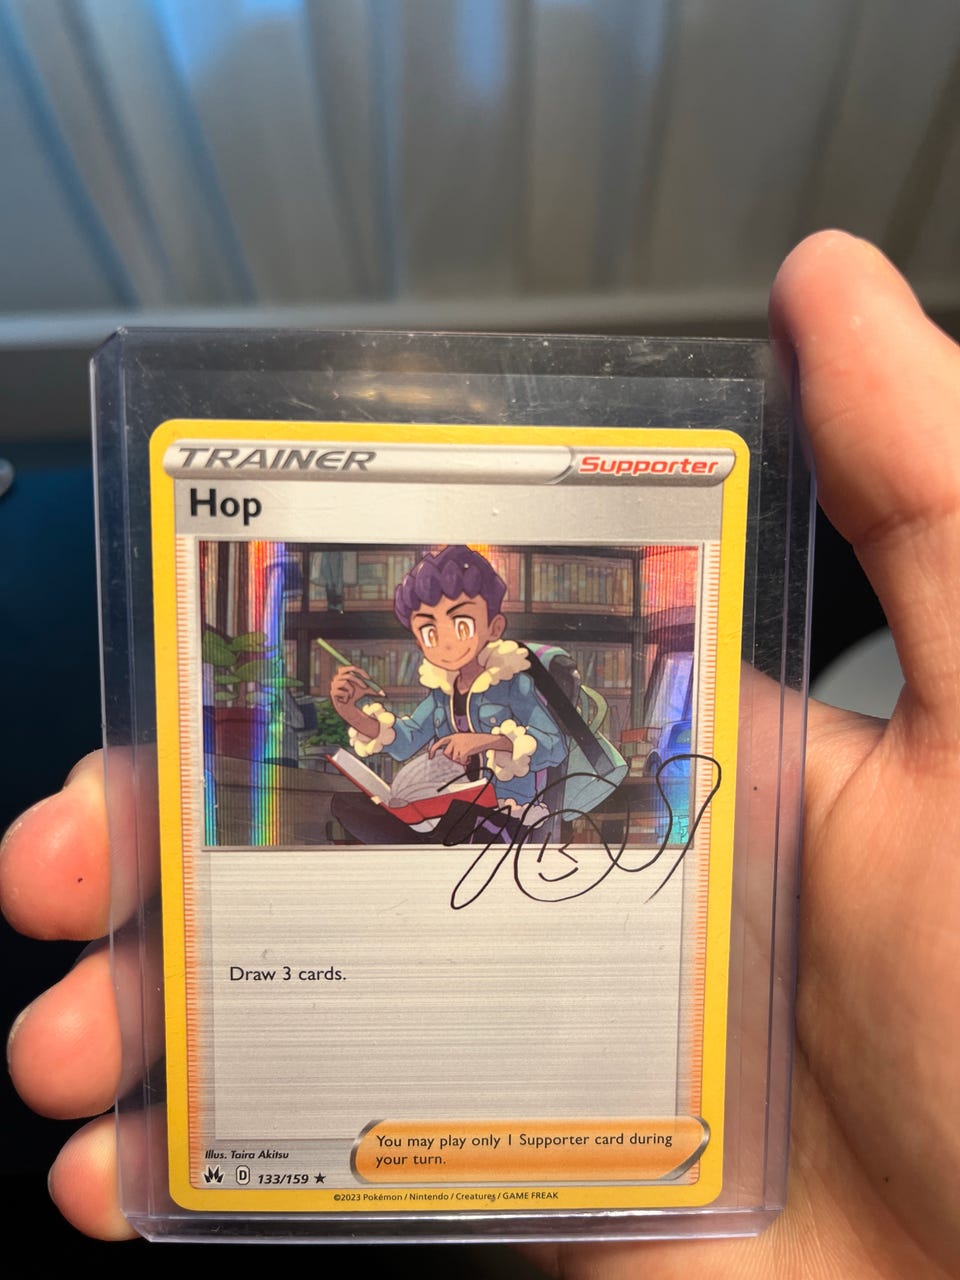 TRAINER
Supporter
Hop
Draw 3 cards.
Illus. Taira Akitsu
D 133/159 ★
You may play only 1 Supporter card during
your turn.
©2023 Pokémon / Nintendo / Creatures / GAME FREAK